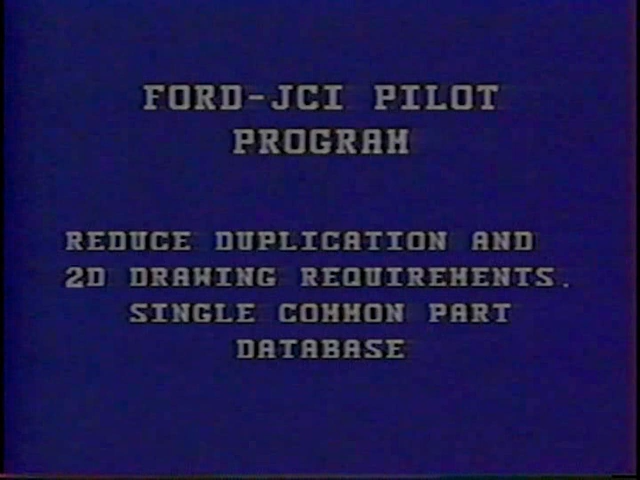 FORD-JCI PILOT
PROGRAM
REDUCE DUPLICATION AND
2D DRAWING REQUIREMENTS.
SINGLE COMMON PART
DATABASE